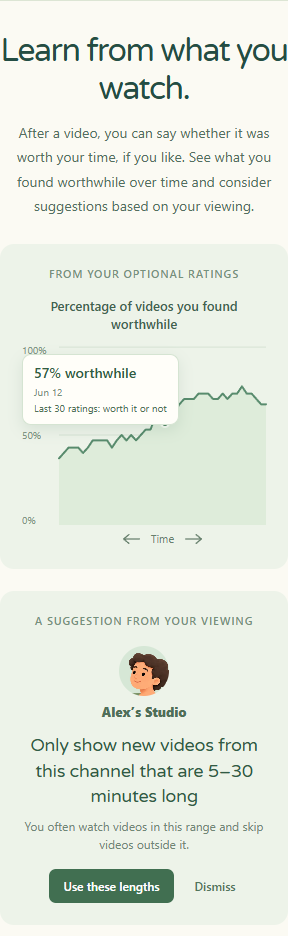 Learn from what you
watch.
After a video, you can say whether it was
worth your time, if you like. See what you
found worthwhile over time and consider
suggestions based on your viewing.
FROM YOUR OPTIONAL RATINGS
Percentage of videos you found
worthwhile
100%
57% worthwhile
Jun 12
Last 30 ratings: worth it or not
50%
0%
Time
A SUGGESTION FROM YOUR VIEWING
Alex’s Studio
Only show new videos from
this channel that are 5–30
minutes long
You often watch videos in this range and skip
videos outside it.
Use these lengths
Dismiss